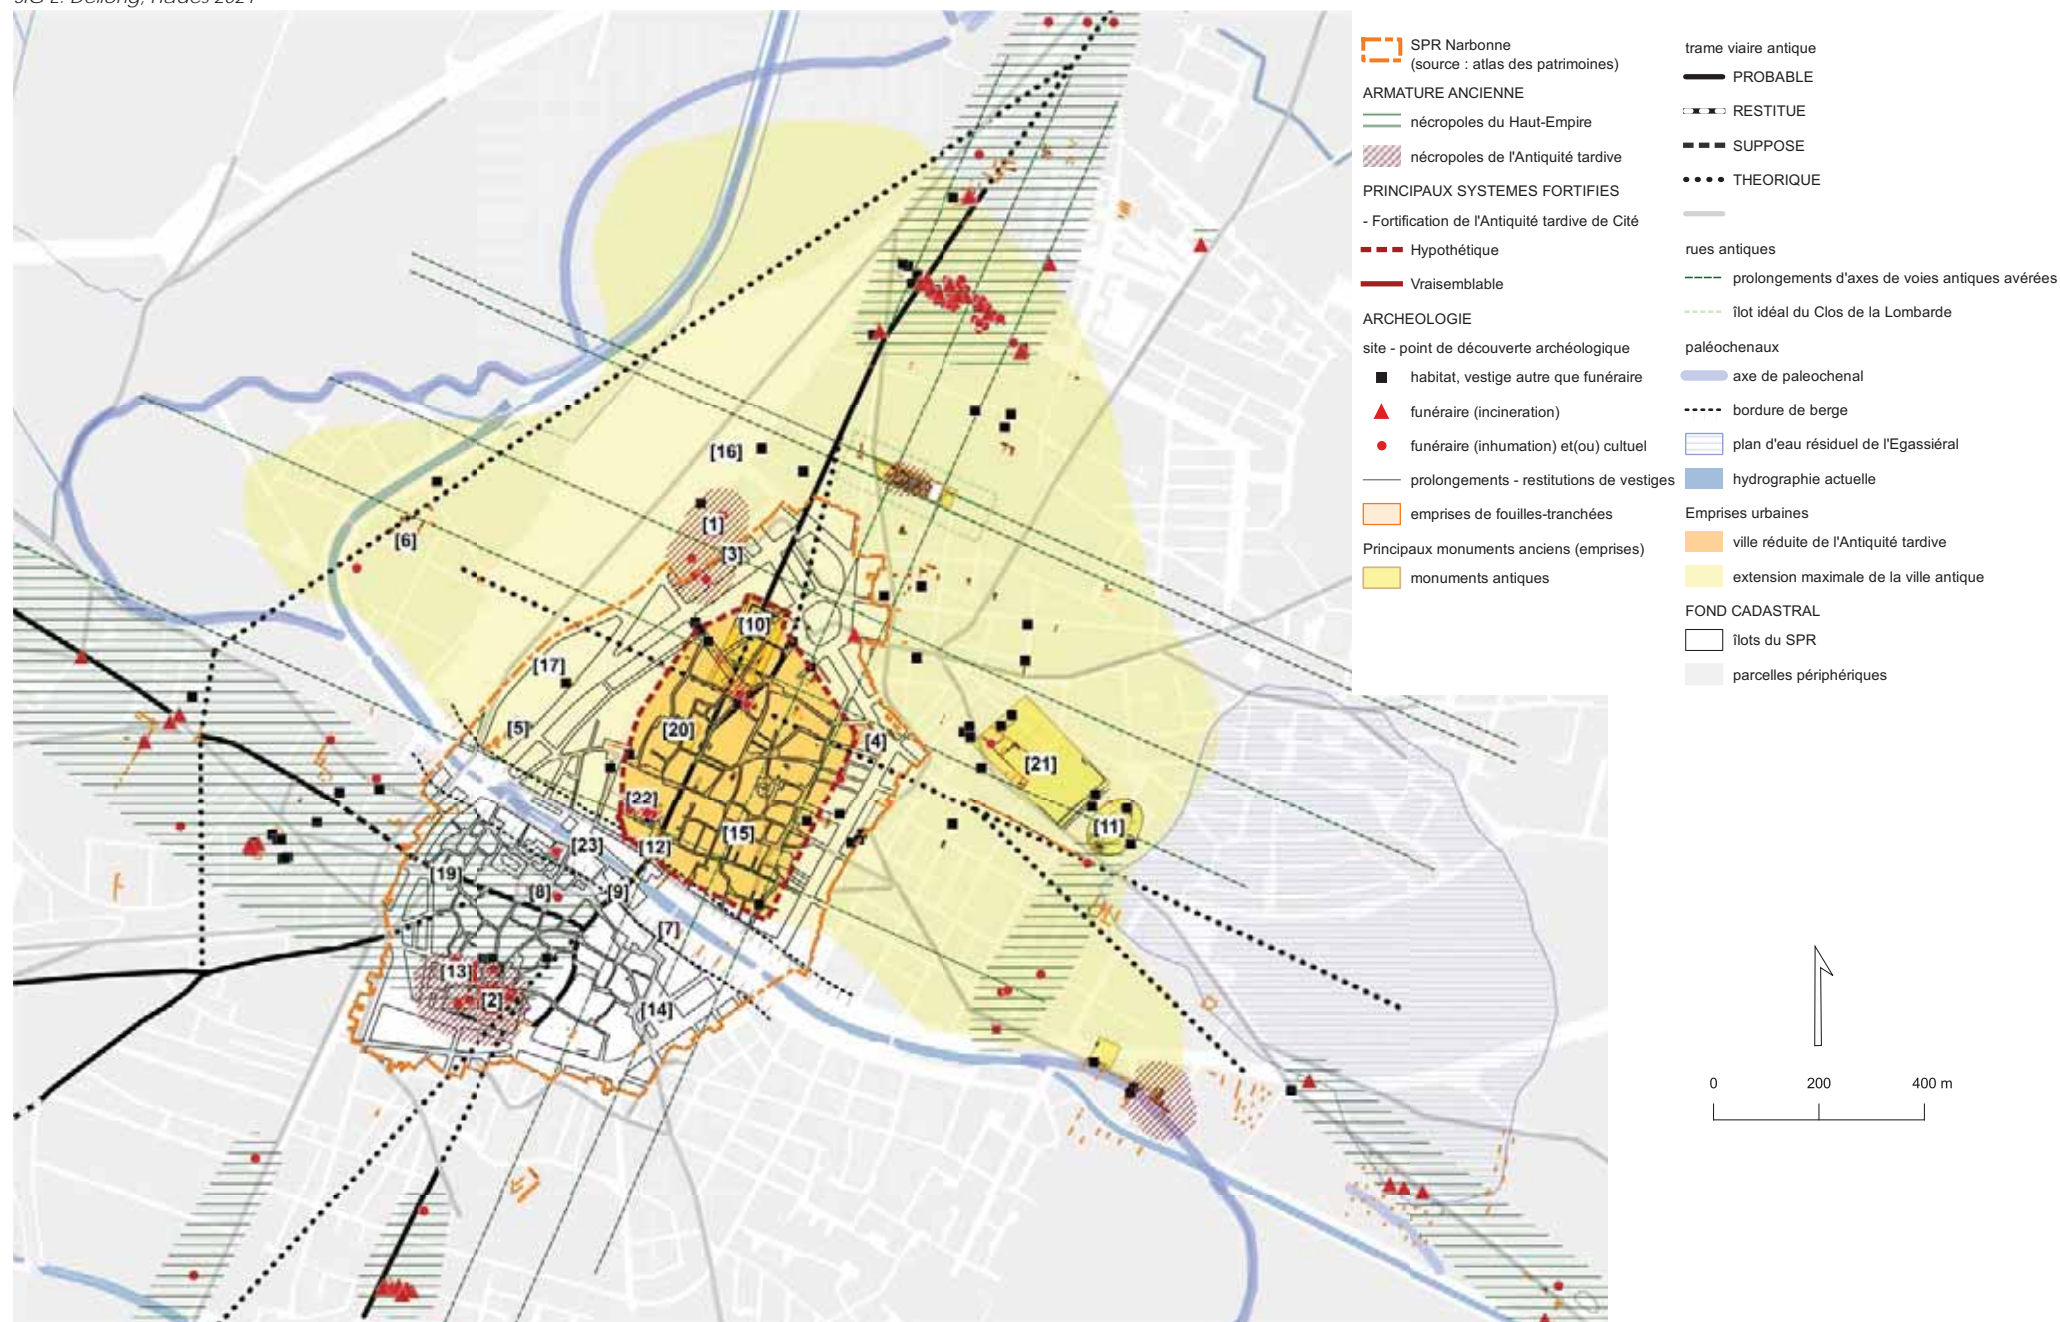 SIG E. Dellong, Hadès 2021
SPR Narbonne
(source : atlas des patrimoines)
ARMATURE ANCIENNE
nécropoles du Haut-Empire
nécropoles de l'Antiquité tardive
PRINCIPAUX SYSTEMES FORTIFIES
- Fortification de l'Antiquité tardive de Cité
Hypothétique
Vraisemblable
ARCHEOLOGIE
site - point de découverte archéologique
habitat, vestige autre que funéraire
funéraire (incineration)
funéraire (inhumation) et(ou) cultuel
prolongements - restitutions de vestiges
emprises de fouilles-tranchées
Principaux monuments anciens (emprises)
monuments antiques
trame viaire antique
PROBABLE
RESTITUE
SUPPOSE
THEORIQUE
rues antiques
prolongements d'axes de voies antiques avérées
îlot idéal du Clos de la Lombarde
paléochenaux
axe de paleochenal
bordure de berge
plan d'eau résiduel de l'Egassiéral
hydrographie actuelle
Emprises urbaines
ville réduite de l'Antiquité tardive
extension maximale de la ville antique
FOND CADASTRAL
îlots du SPR
parcelles périphériques
[16]
[1]
[6]
[3]
[10]
[17]
[5]
[20]
[4]
[21]
[22]
[11]
[15]
[23]
[12]
[19]
[8]
[9]
[7]
[13]
[2]
[14]
0
200
400 m